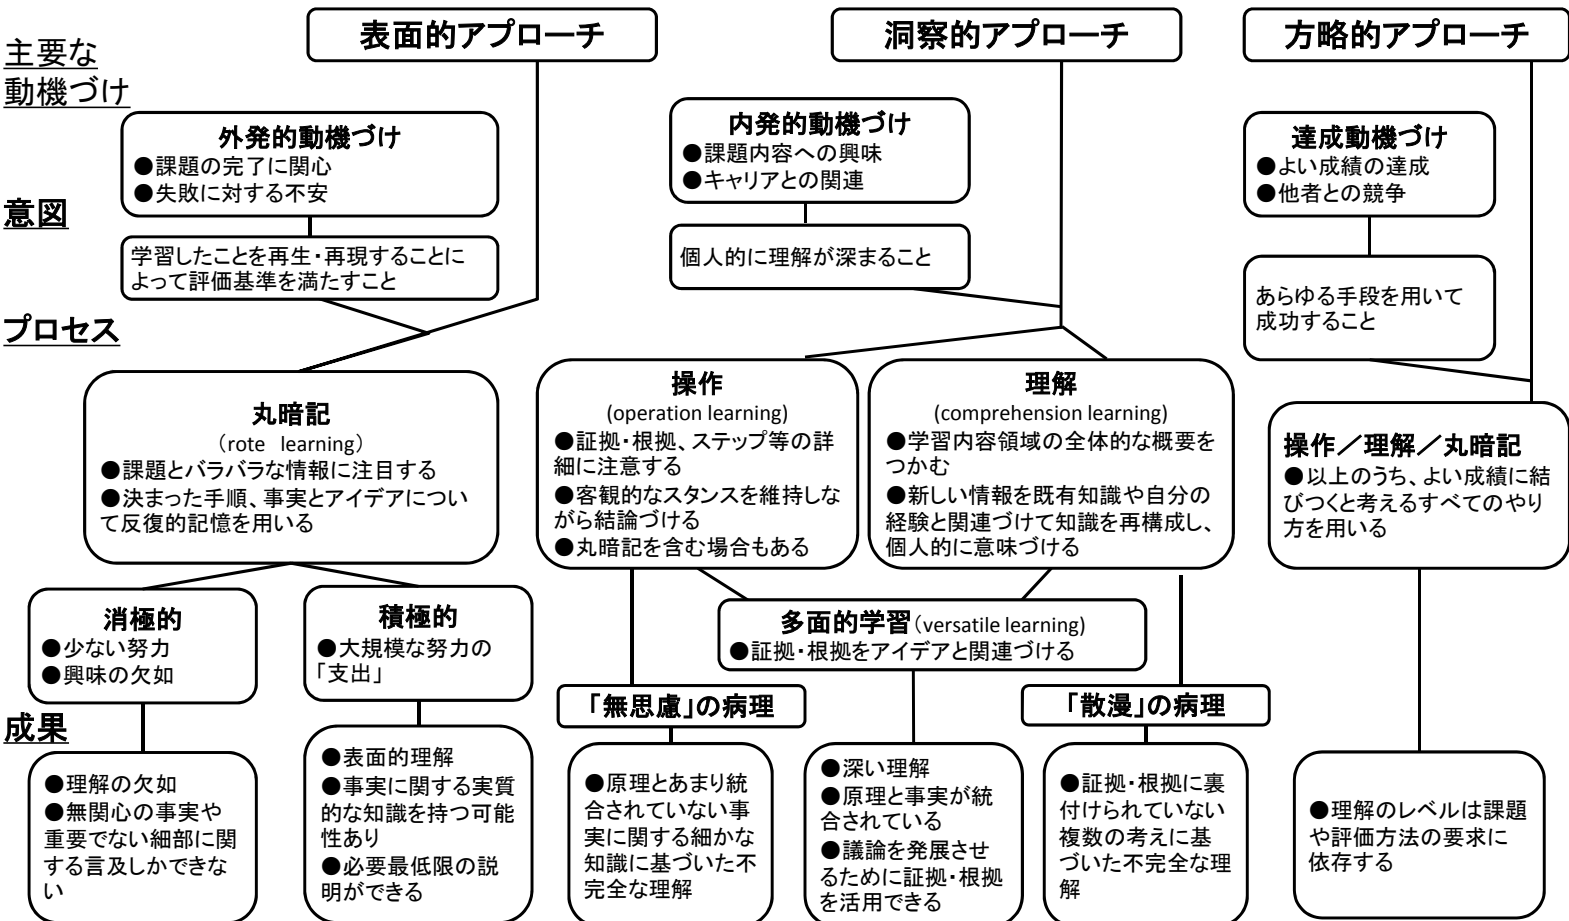 表面的アプローチ
洞察的アプローチ
方略的アプローチ
主要な
動機づけ
外発的動機づけ
●課題の完了に関心
●失敗に対する不安
内発的動機づけ
●課題内容への興味
●キャリアとの関連
達成動機づけ
●よい成績の達成
●他者との競争
意図
学習したことを再生・再現することに
よって評価基準を満たすこと
個人的に理解が深まること
あらゆる手段を用いて
成功すること
プロセス
丸暗記
(rote learning)
●課題とバラバラな情報に注目する
●決まった手順、事実とアイデアについ
て反復的記憶を用いる
操作
(operation learning)
●証拠・根拠、ステップ等の詳
細に注意する
●客観的なスタンスを維持しな
がら結論づける
●丸暗記を含む場合もある
理解
(comprehension learning)
●学習内容領域の全体的な概要を
つかむ
●新しい情報を既有知識や自分の
経験と関連づけて知識を再構成し、
個人的に意味づける
操作／理解／丸暗記
●以上のうち、よい成績に結
びつくと考えるすべてのやり
方を用いる
消極的
●少ない努力
●興味の欠如
積極的
●大規模な努力の
「支出」
多面的学習(versatile learning)
●証拠・根拠をアイデアと関連づける
「無思慮」の病理
「散漫」の病理
成果
●理解の欠如
●無関心の事実や
重要でない細部に関
する言及しかできな
い
●表面的理解
●事実に関する実質
的な知識を持つ可能
性あり
●必要最低限の説
明ができる
●原理とあまり統
合されていない事
実に関する細かな
知識に基づいた不
完全な理解
●深い理解
●原理と事実が統
合されている
●議論を発展させ
るために証拠・根拠
を活用できる
●証拠・根拠に裏
付けられていない
複数の考えに基
づいた不完全な理
解
●理解のレベルは課題
や評価方法の要求に
依存する